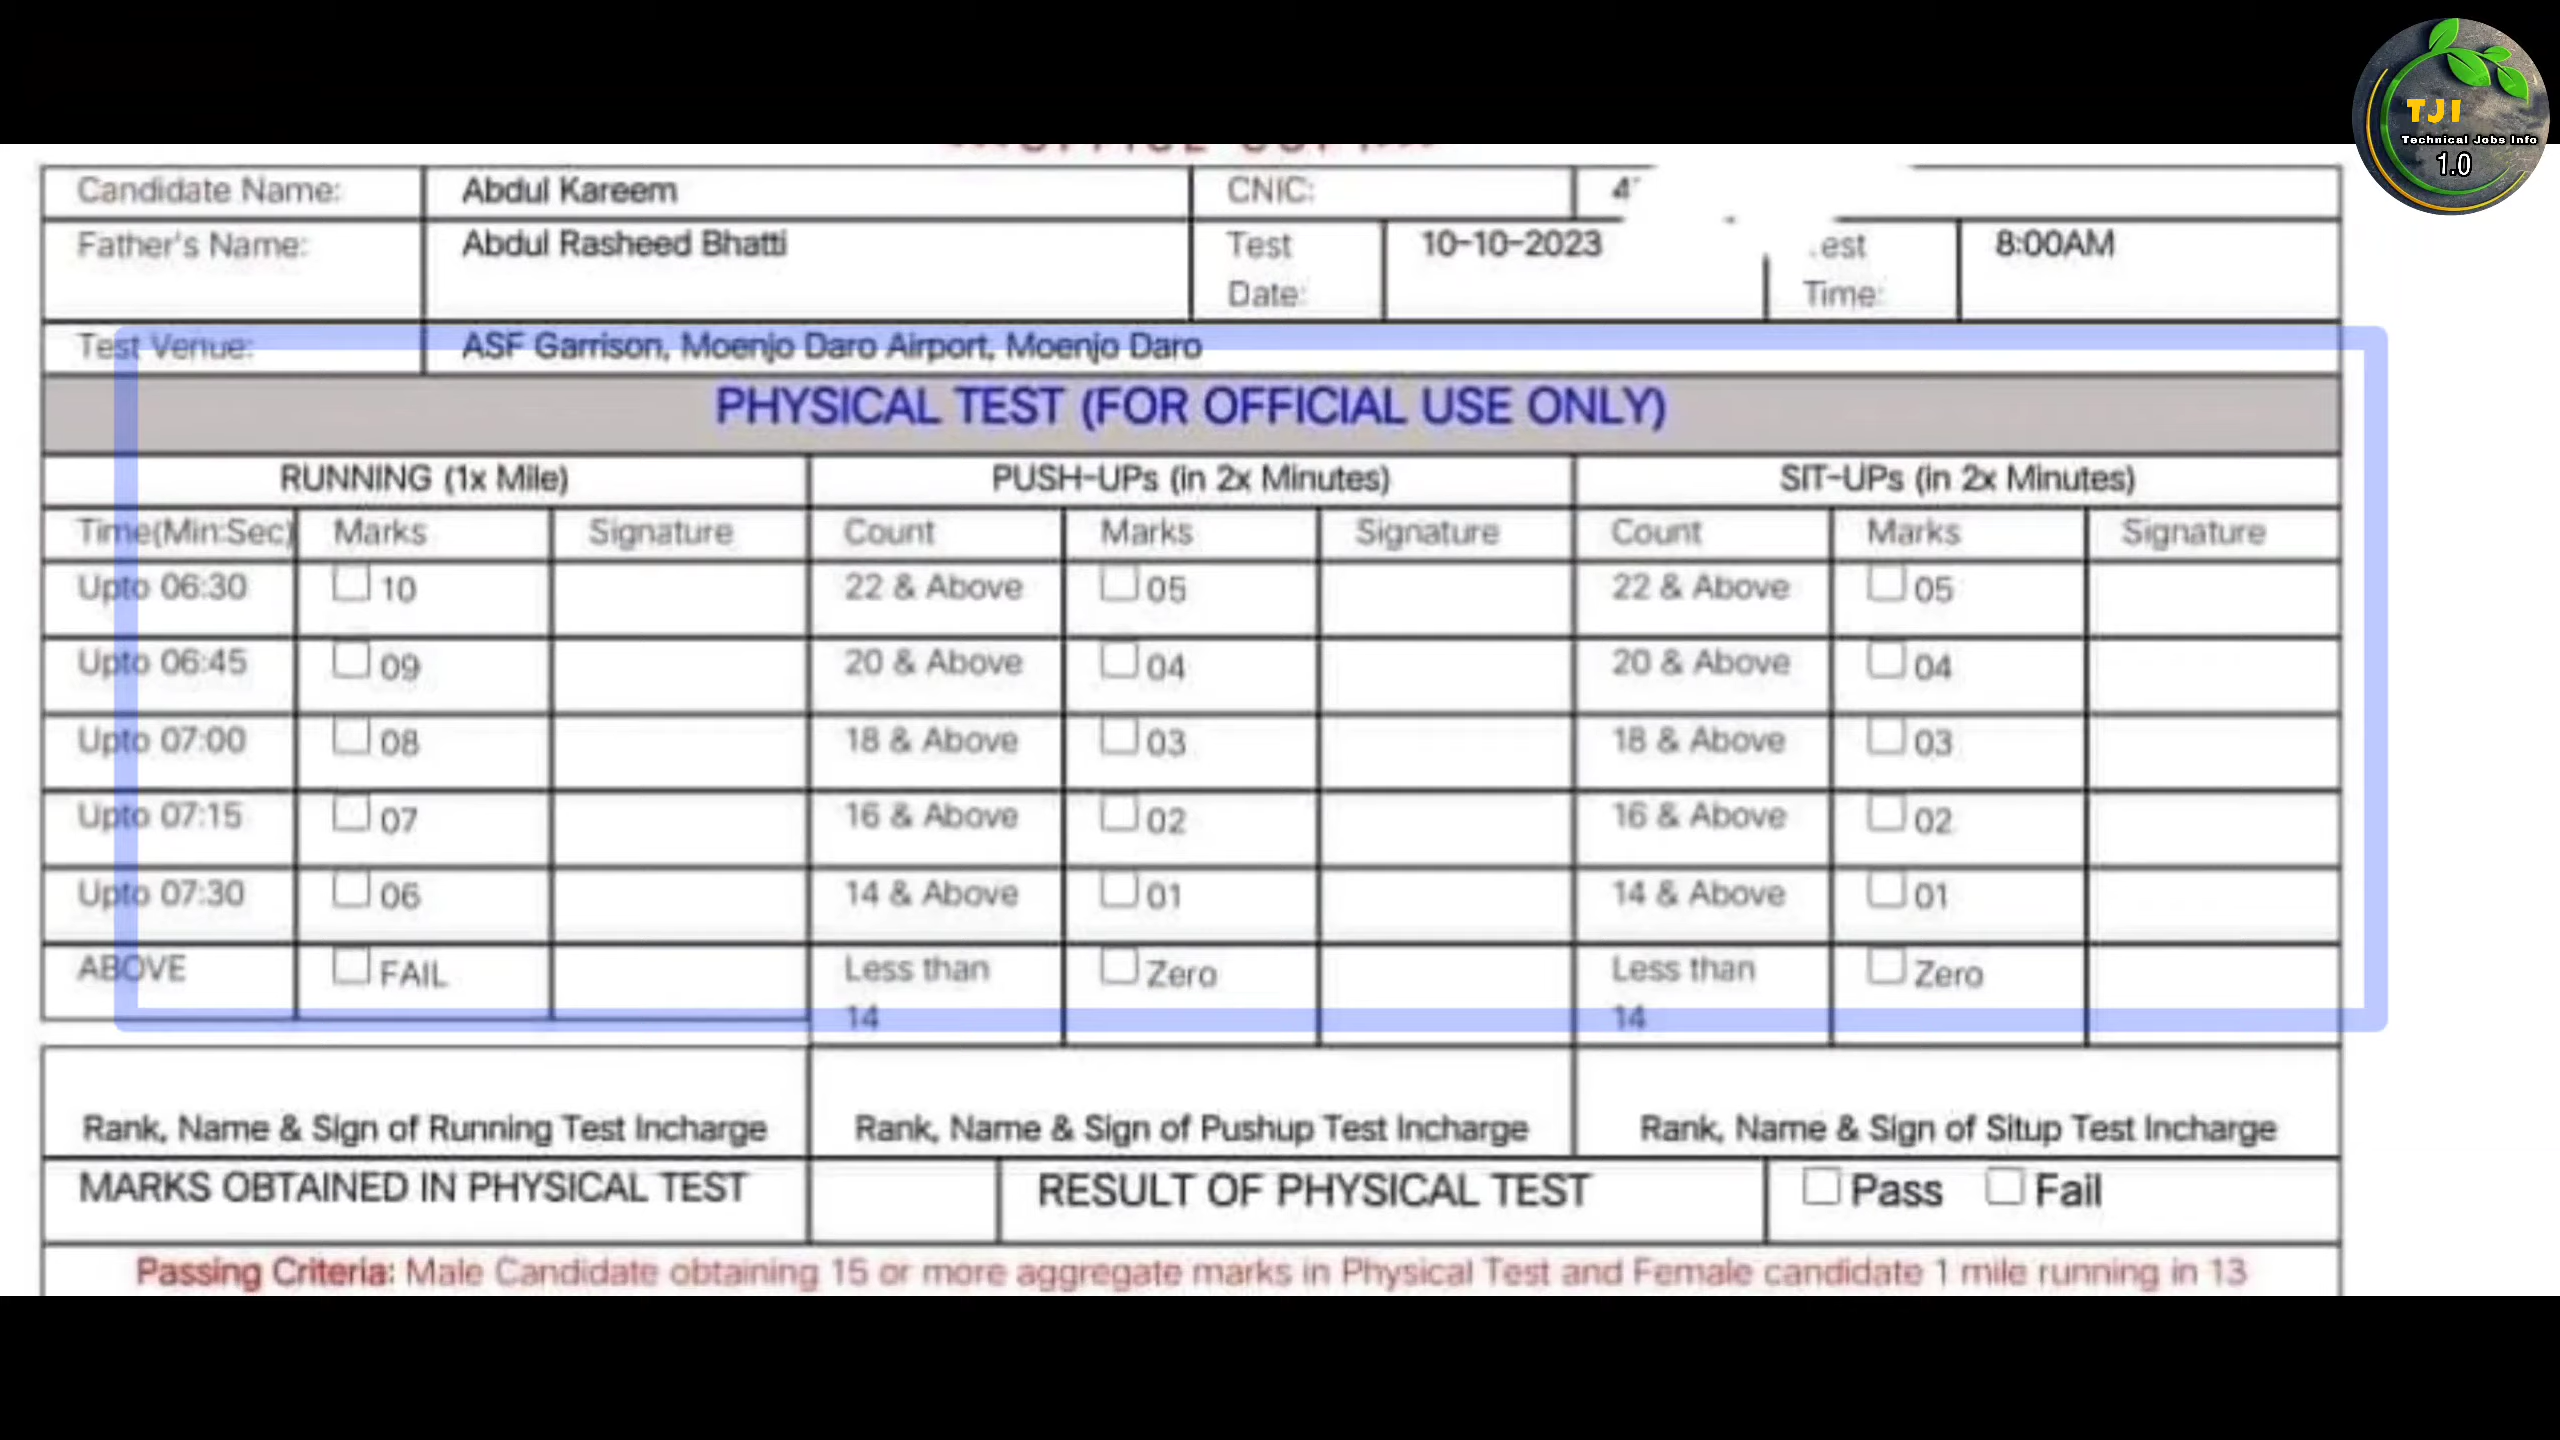 TJI
Technical Jobs Info
1.0
Candidate Name: Abdul Kareem CNIC:
Father's Name: Abdul Rasheed Bhatti Test Date: 10-10-2023 est Time: 8:00AM
Test Venue: ASF Garrison, Moenjo Daro Airport, Moenjo Daro
PHYSICAL TEST (FOR OFFICIAL USE ONLY)
RUNNING (1x Mile) PUSH-UPs (in 2x Minutes) SIT-UPs (in 2x Minutes)
Time(Min:Sec) Marks Signature Count Marks Signature Count Marks Signature
Upto 06:30 10 22 & Above 05 22 & Above 05
Upto 06:45 09 20 & Above 04 20 & Above 04
Upto 07:00 08 18 & Above 03 18 & Above 03
Upto 07:15 07 16 & Above 02 16 & Above 02
Upto 07:30 06 14 & Above 01 14 & Above 01
ABOVE FAIL Less than 14 Zero Less than 14 Zero
Rank, Name & Sign of Running Test Incharge Rank, Name & Sign of Pushup Test Incharge Rank, Name & Sign of Situp Test Incharge
MARKS OBTAINED IN PHYSICAL TEST RESULT OF PHYSICAL TEST Pass Fail
Passing Criteria: Male Candidate obtaining 15 or more aggregate marks in Physical Test and Female candidate 1 mile running in 13